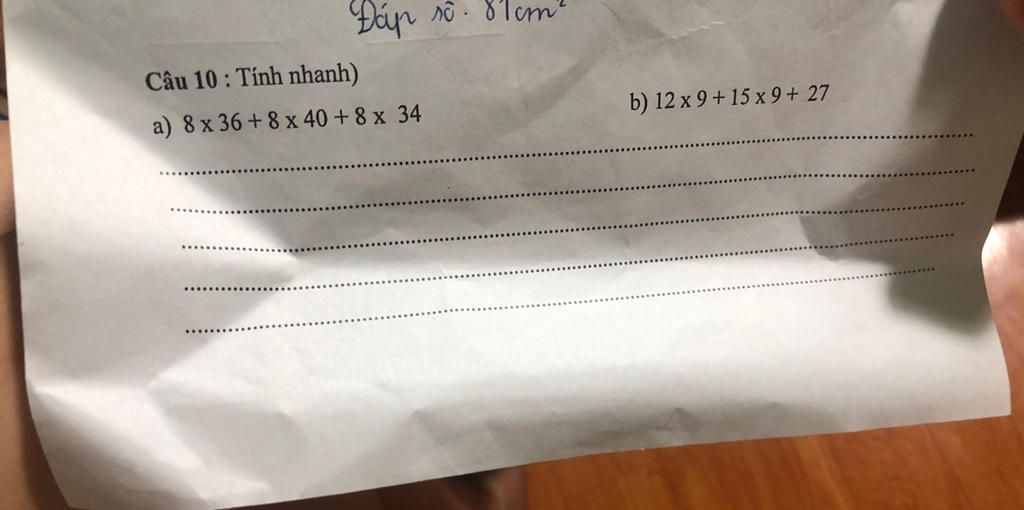 Đáp số. 81cm²
Câu 10 : Tính nhanh)
a) 8 x 36 + 8 x 40 + 8 x 34
b) 12 x 9 + 15 x 9 + 27